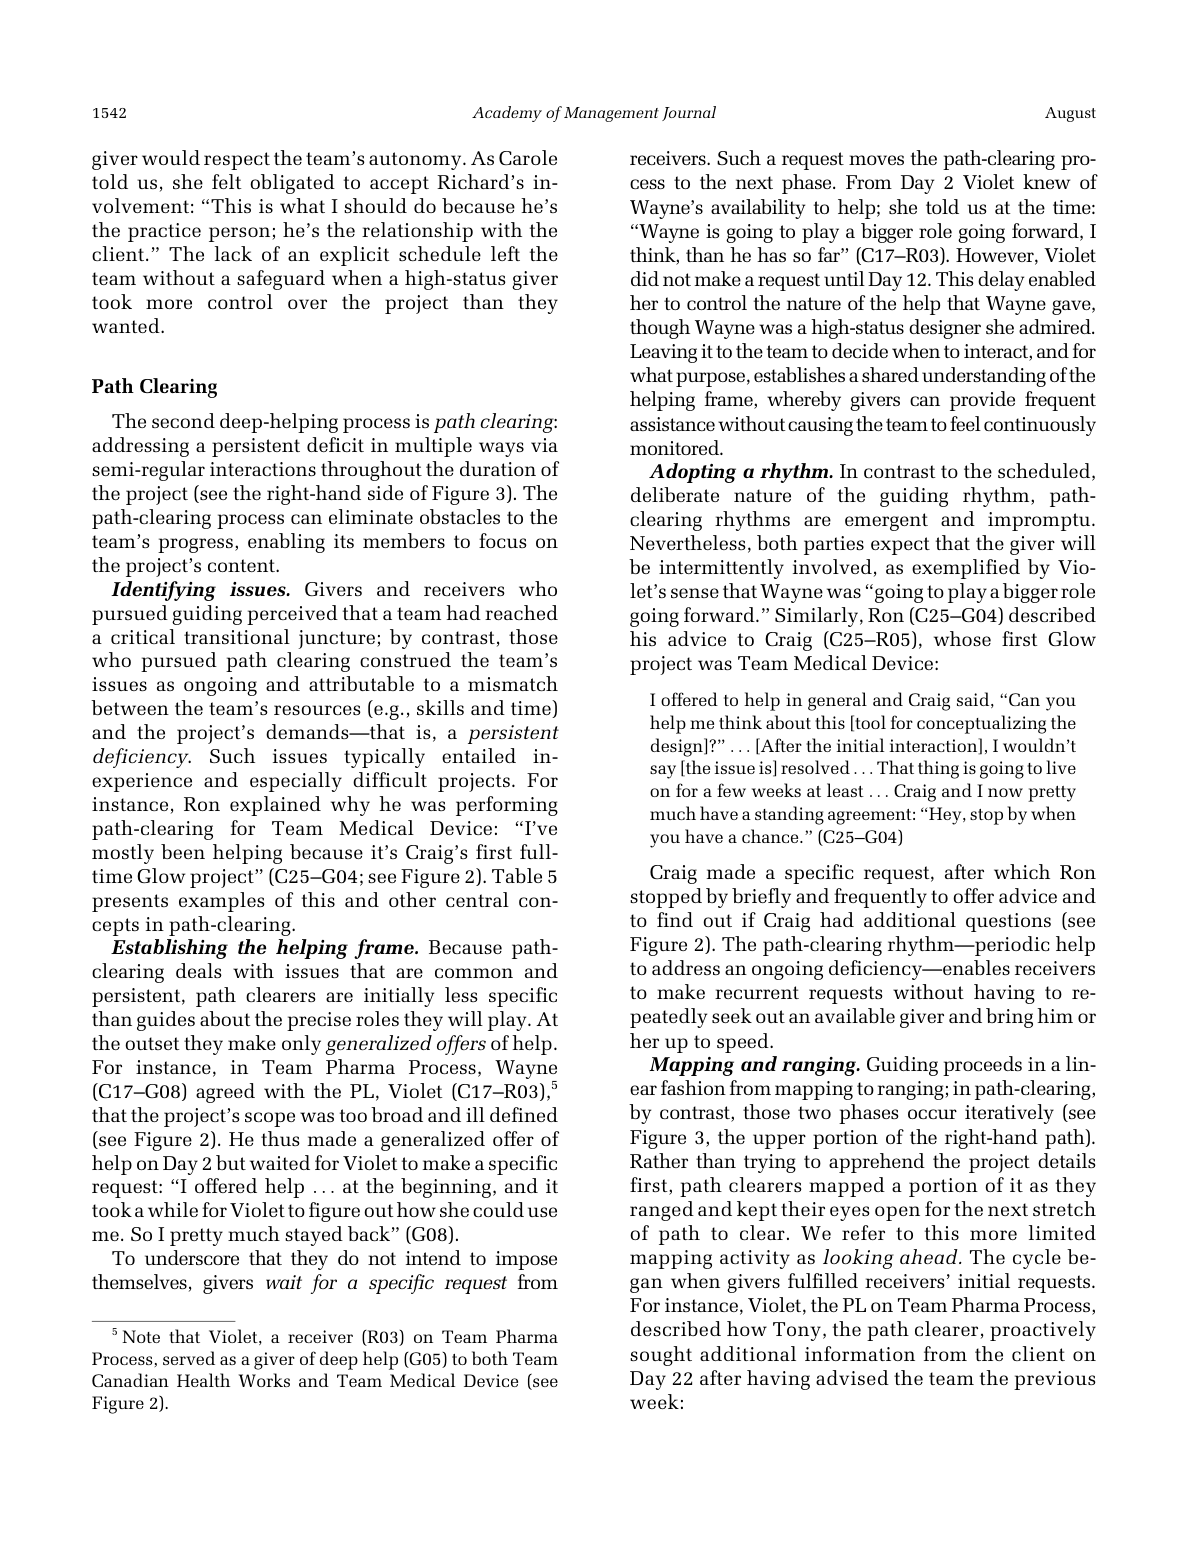 1542
Academy of Management Journal
August
giver would respect the team’s autonomy. As Carole
told us, she felt obligated to accept Richard’s in-
volvement: “This is what I should do because he’s
the practice person; he’s the relationship with the
client.” The lack of an explicit schedule left the
team without a safeguard when a high-status giver
took more control over the project than they
wanted.
Path Clearing
The second deep-helping process is path clearing:
addressing a persistent deficit in multiple ways via
semi-regular interactions throughout the duration of
the project (see the right-hand side of Figure 3). The
path-clearing process can eliminate obstacles to the
team’s progress, enabling its members to focus on
the project’s content.
Identifying issues. Givers and receivers who
pursued guiding perceived that a team had reached
a critical transitional juncture; by contrast, those
who pursued path clearing construed the team’s
issues as ongoing and attributable to a mismatch
between the team’s resources (e.g., skills and time)
and the project’s demands—that is, a persistent
deficiency. Such issues typically entailed in-
experience and especially difficult projects. For
instance, Ron explained why he was performing
path-clearing for Team Medical Device: “I’ve
mostly been helping because it’s Craig’s first full-
time Glow project” (C25–G04; see Figure 2). Table 5
presents examples of this and other central con-
cepts in path-clearing.
Establishing the helping frame. Because path-
clearing deals with issues that are common and
persistent, path clearers are initially less specific
than guides about the precise roles they will play. At
the outset they make only generalized offers of help.
For instance, in Team Pharma Process, Wayne
(C17–G08) agreed with the PL, Violet (C17–R03),5
that the project’s scope was too broad and ill defined
(see Figure 2). He thus made a generalized offer of
help on Day 2 but waited for Violet to make a specific
request: “I offered help ... at the beginning, and it
took a while for Violet to figure out how she could use
me. So I pretty much stayed back” (G08).
To underscore that they do not intend to impose
themselves, givers wait for a specific request from
5 Note that Violet, a receiver (R03) on Team Pharma
Process, served as a giver of deep help (G05) to both Team
Canadian Health Works and Team Medical Device (see
Figure 2).
receivers. Such a request moves the path-clearing pro-
cess to the next phase. From Day 2 Violet knew of
Wayne’s availability to help; she told us at the time:
“Wayne is going to play a bigger role going forward, I
think, than he has so far” (C17–R03). However, Violet
did not make a request until Day 12. This delay enabled
her to control the nature of the help that Wayne gave,
though Wayne was a high-status designer she admired.
Leaving it to the team to decide when to interact, and for
what purpose, establishes a shared understanding of the
helping frame, whereby givers can provide frequent
assistance without causing the team to feel continuously
monitored.
Adopting a rhythm. In contrast to the scheduled,
deliberate nature of the guiding rhythm, path-
clearing rhythms are emergent and impromptu.
Nevertheless, both parties expect that the giver will
be intermittently involved, as exemplified by Vio-
let’s sense that Wayne was “going to play a bigger role
going forward.” Similarly, Ron (C25–G04) described
his advice to Craig (C25–R05), whose first Glow
project was Team Medical Device:
I offered to help in general and Craig said, “Can you
help me think about this [tool for conceptualizing the
design]?” ... [After the initial interaction], I wouldn’t
say [the issue is] resolved ... That thing is going to live
on for a few weeks at least ... Craig and I now pretty
much have a standing agreement: “Hey, stop by when
you have a chance.” (C25–G04)
Craig made a specific request, after which Ron
stopped by briefly and frequently to offer advice and
to find out if Craig had additional questions (see
Figure 2). The path-clearing rhythm—periodic help
to address an ongoing deficiency—enables receivers
to make recurrent requests without having to re-
peatedly seek out an available giver and bring him or
her up to speed.
Mapping and ranging. Guiding proceeds in a lin-
ear fashion from mapping to ranging; in path-clearing,
by contrast, those two phases occur iteratively (see
Figure 3, the upper portion of the right-hand path).
Rather than trying to apprehend the project details
first, path clearers mapped a portion of it as they
ranged and kept their eyes open for the next stretch
of path to clear. We refer to this more limited
mapping activity as looking ahead. The cycle be-
gan when givers fulfilled receivers’ initial requests.
For instance, Violet, the PL on Team Pharma Process,
described how Tony, the path clearer, proactively
sought additional information from the client on
Day 22 after having advised the team the previous
week: